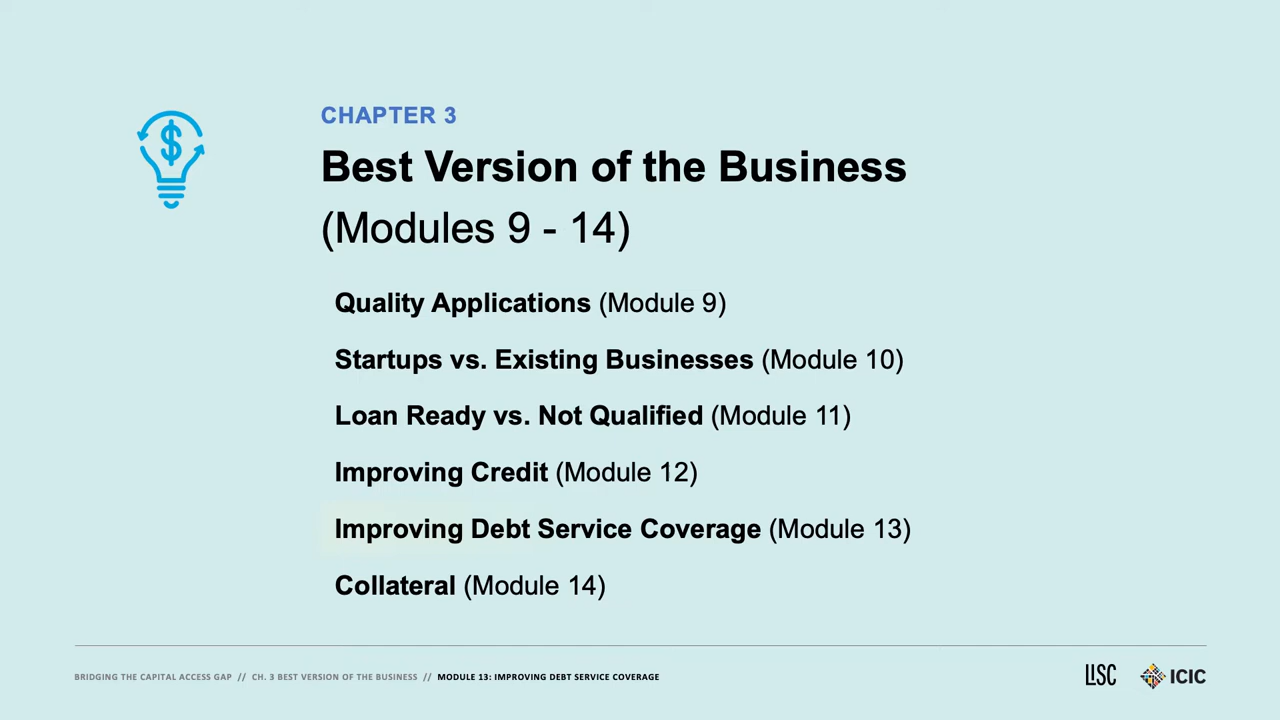 CHAPTER 3
Best Version of the Business
(Modules 9 - 14)
Quality Applications (Module 9)
Startups vs. Existing Businesses (Module 10)
Loan Ready vs. Not Qualified (Module 11)
Improving Credit (Module 12)
Improving Debt Service Coverage (Module 13)
Collateral (Module 14)
BRIDGING THE CAPITAL ACCESS GAP // CH. 3 BEST VERSION OF THE BUSINESS // MODULE 13: IMPROVING DEBT SERVICE COVERAGE
LISC
ICIC